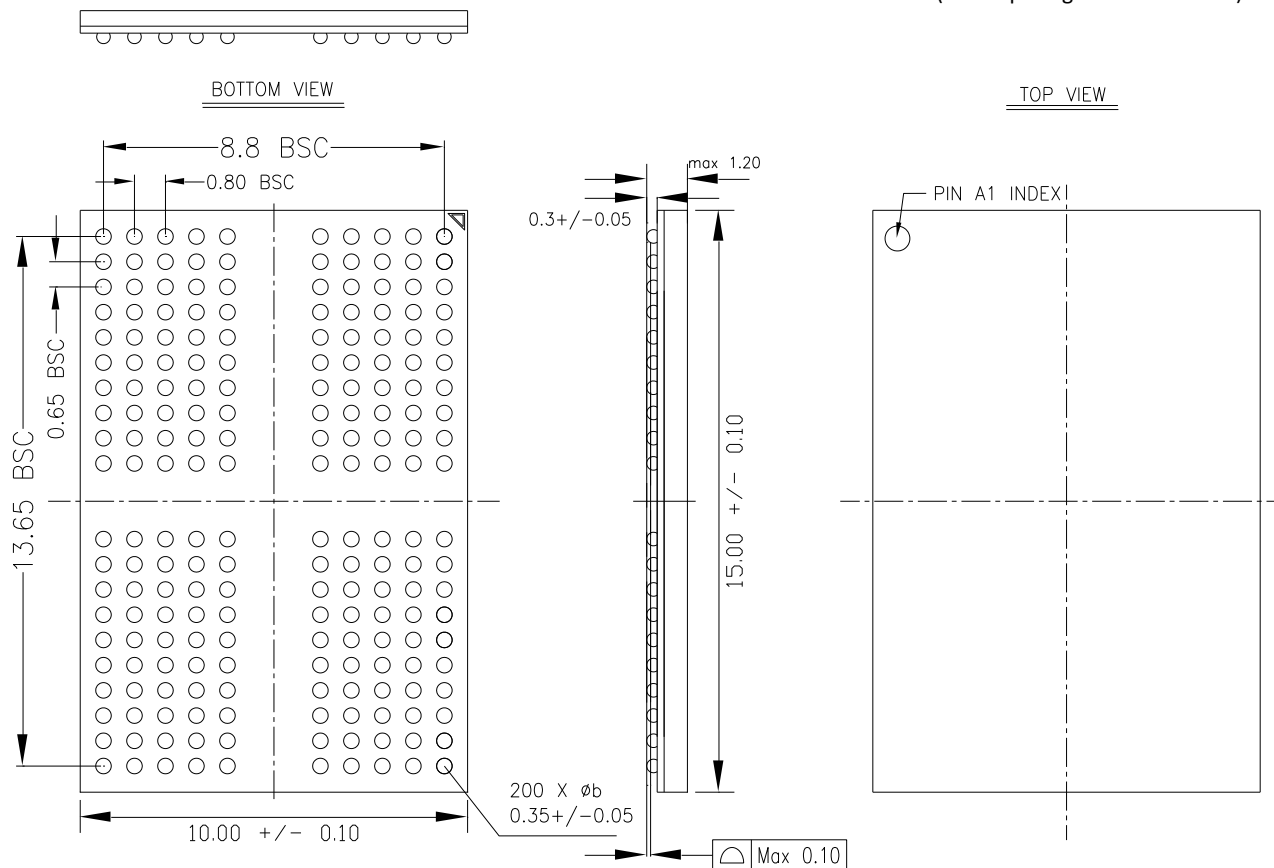 BOTTOM VIEW
TOP VIEW
8.8 BSC
0.80 BSC
max 1.20
0.3+/-0.05
PIN A1 INDEX
0.65 BSC
13.65 BSC
15.00 +/- 0.10
200 X øb
0.35+/-0.05
10.00 +/- 0.10
Max 0.10